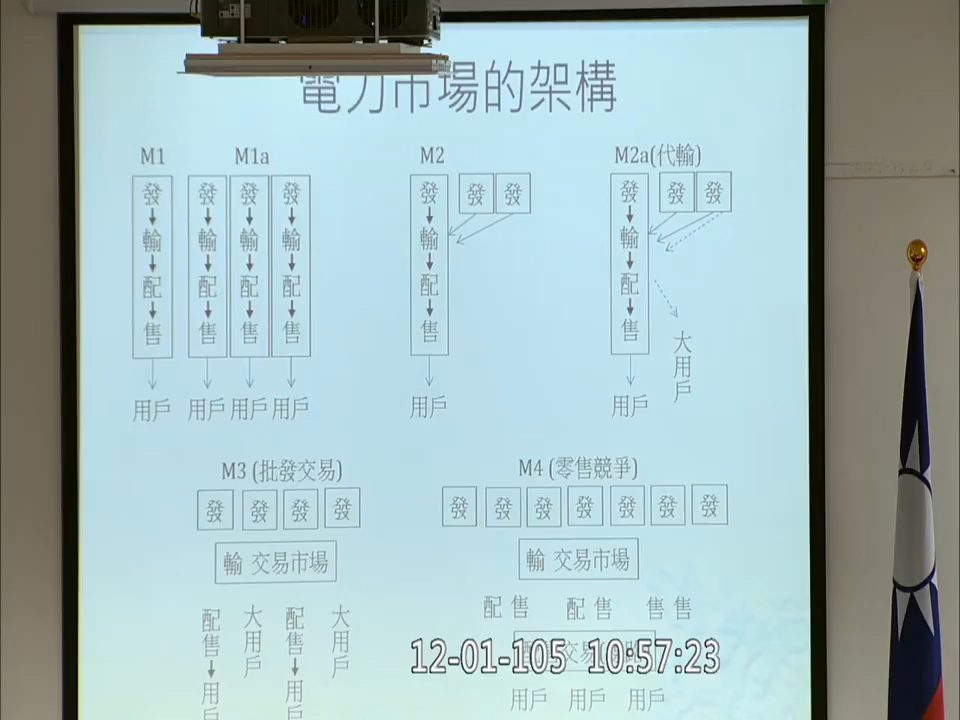 電力市場的架構
M1 M1a M2 M2a(代輸)
發 發 發 發 發 發 發 發 發 發
輸 輸 輸 輸 輸 輸
配 配 配 配 配 配
售 售 售 售 售 售
大用戶
用戶 用戶 用戶 用戶 用戶 用戶
M3 (批發交易) M4 (零售競爭)
發 發 發 發 發 發 發 發 發 發 發
輸 交易市場 輸 交易市場
配售 大用戶 配售 大用戶 配售 配售 售售
用戶 用戶 用戶 用戶 用戶
12-01-105 10:57:23